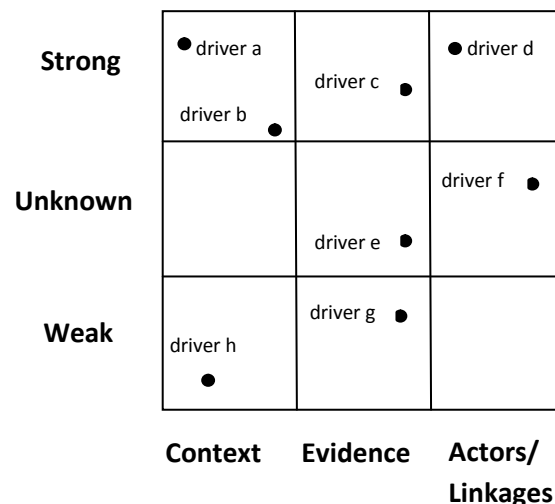 Strong
driver a
driver d
driver c
driver b
Unknown
driver f
driver e
Weak
driver g
driver h
Context
Evidence
Actors/
Linkages